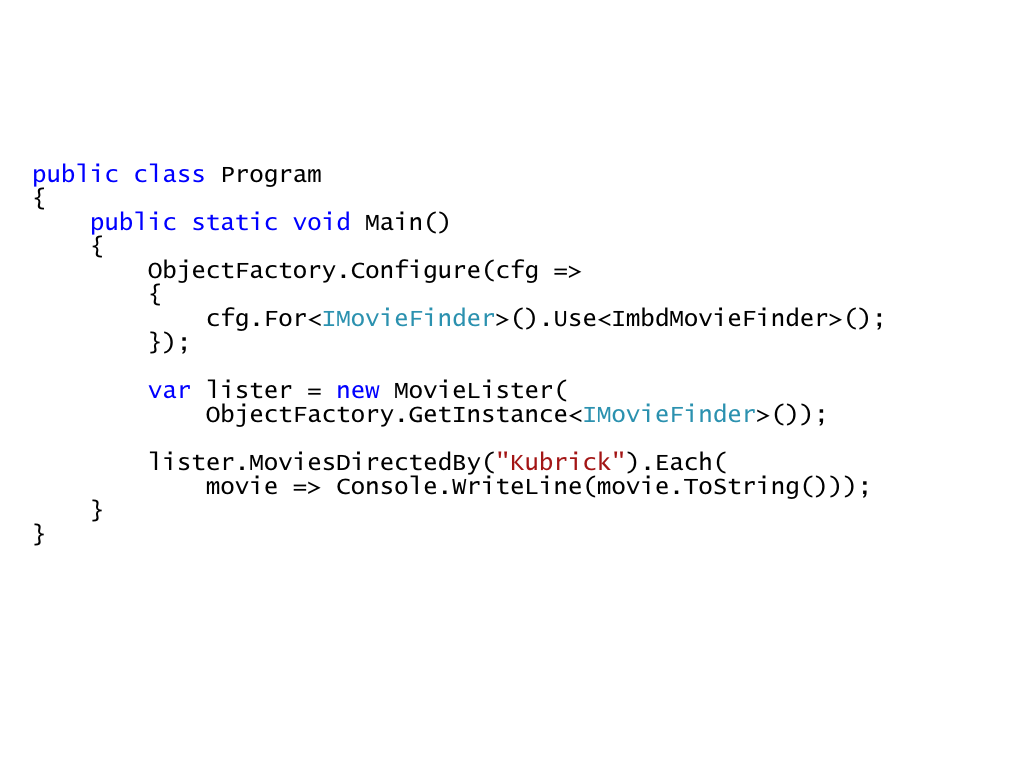 public class Program
{
    public static void Main()
    {
        ObjectFactory.Configure(cfg =>
        {
            cfg.For<IMovieFinder>().Use<ImbdMovieFinder>();
        });

        var lister = new MovieLister(
            ObjectFactory.GetInstance<IMovieFinder>());

        lister.MoviesDirectedBy("Kubrick").Each(
            movie => Console.WriteLine(movie.ToString()));
    }
}